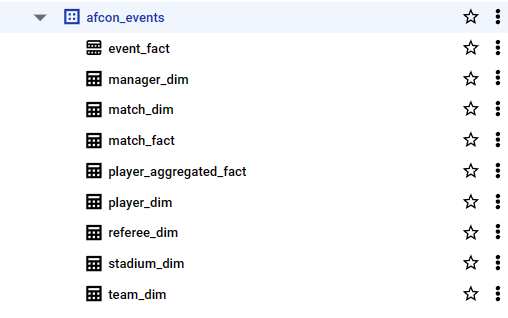 afcon_events
event_fact
manager_dim
match_dim
match_fact
player_aggregated_fact
player_dim
referee_dim
stadium_dim
team_dim